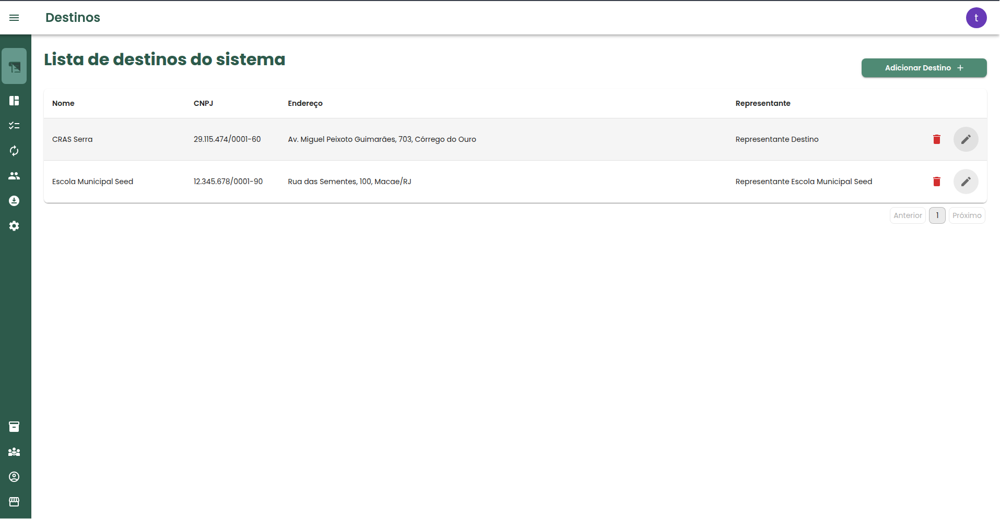 Destinos
t
Lista de destinos do sistema
Adicionar Destino +
Nome CNPJ Endereço Representante
CRAS Serra 29.115.474/0001-60 Av. Miguel Peixoto Guimarães, 703, Córrego do Ouro Representante Destino
Escola Municipal Seed 12.345.678/0001-90 Rua das Sementes, 100, Macae/RJ Representante Escola Municipal Seed
Anterior 1 Próximo